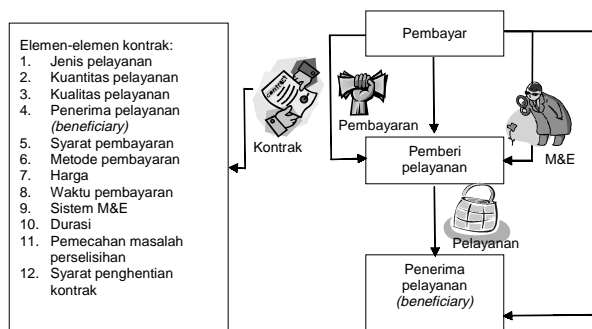 Elemen-elemen kontrak:
1. Jenis pelayanan
2. Kuantitas pelayanan
3. Kualitas pelayanan
4. Penerima pelayanan
(beneficiary)
5. Syarat pembayaran
6. Metode pembayaran
7. Harga
8. Waktu pembayaran
9. Sistem M&E
10. Durasi
11. Pemecahan masalah
perselisihan
12. Syarat penghentian
kontrak
CONTRACT
Kontrak
Pembayar
Pembayaran
Pemberi
pelayanan
M&E
Pelayanan
Penerima
pelayanan
(beneficiary)